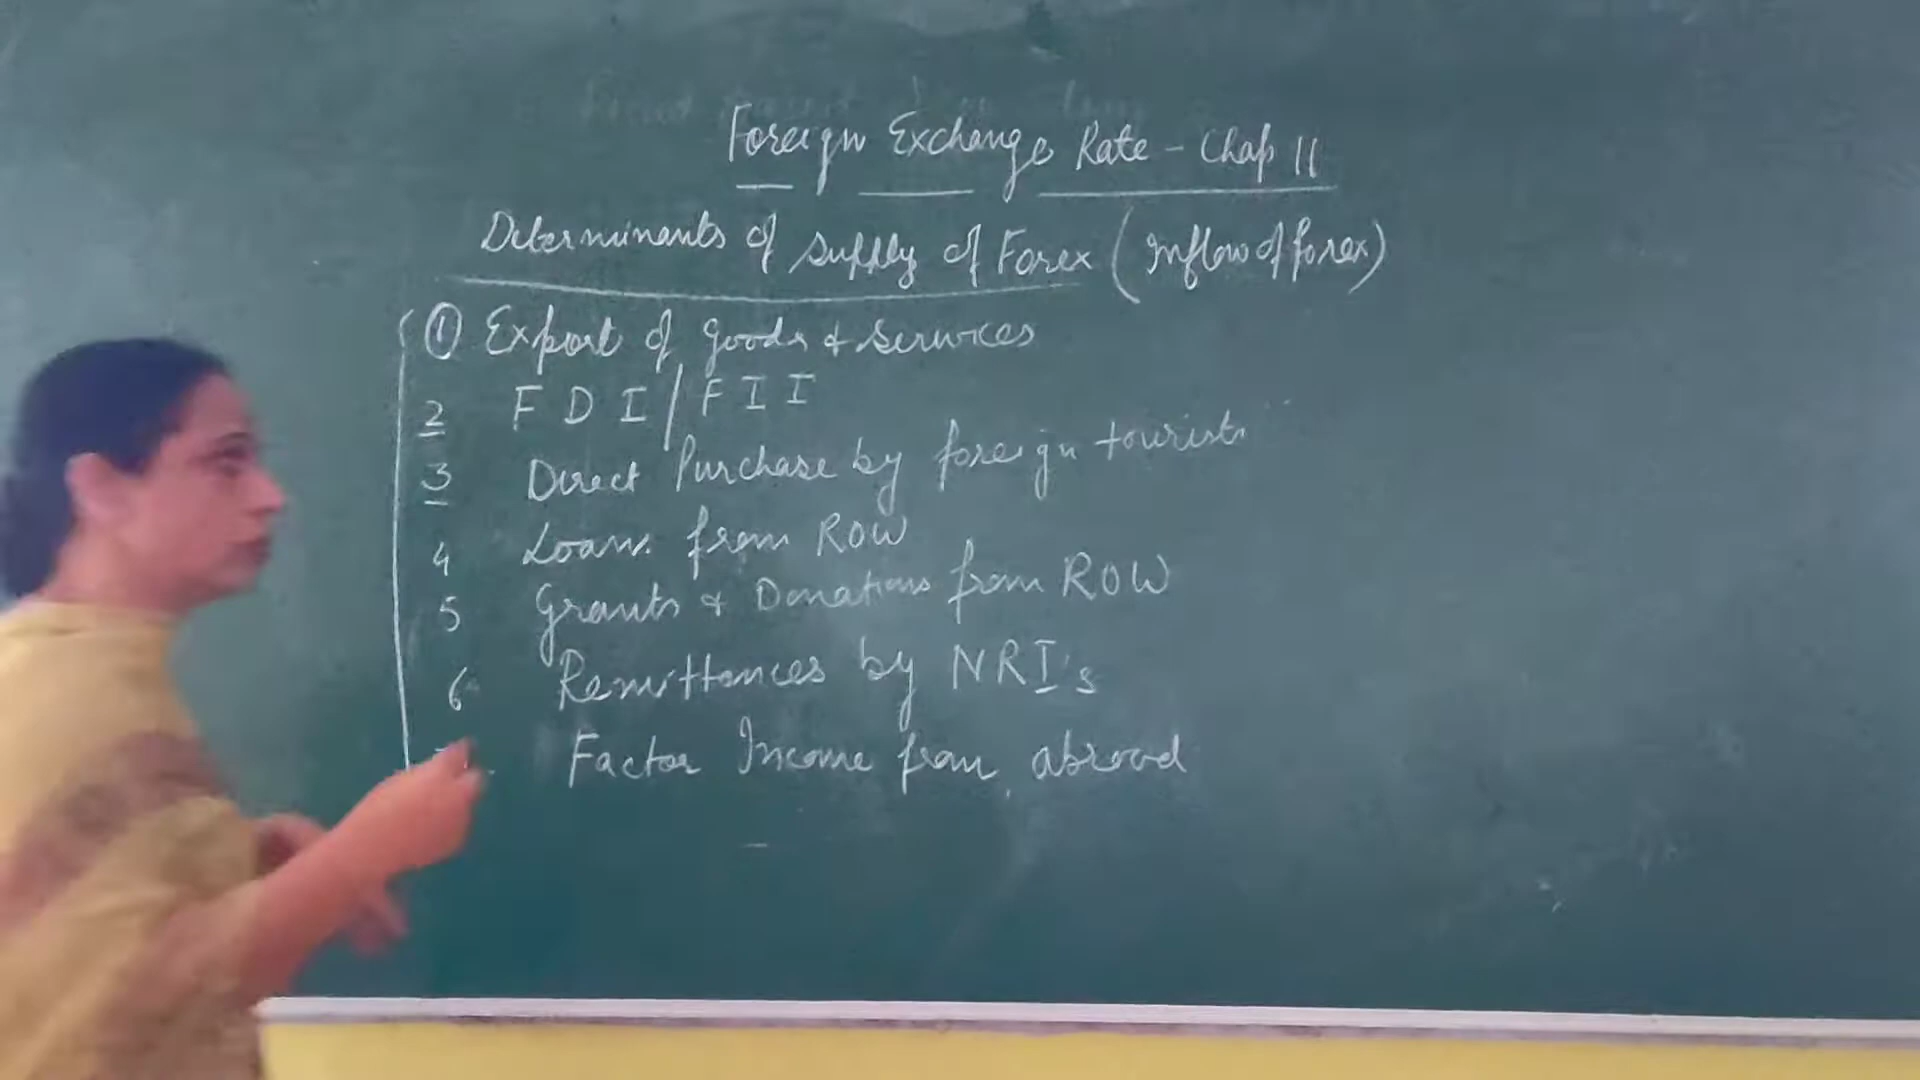 Foreign Exchange Rate - Chap 11
Determinants of Supply of Forex (Inflow of forex)
① Export of Goods & Services
2 F D I / F I I
3 Direct Purchase by foreign tourists
4 Loans from ROW
5 Grants & Donations from ROW
6 Remittances by NRI's
Factor Income from abroad